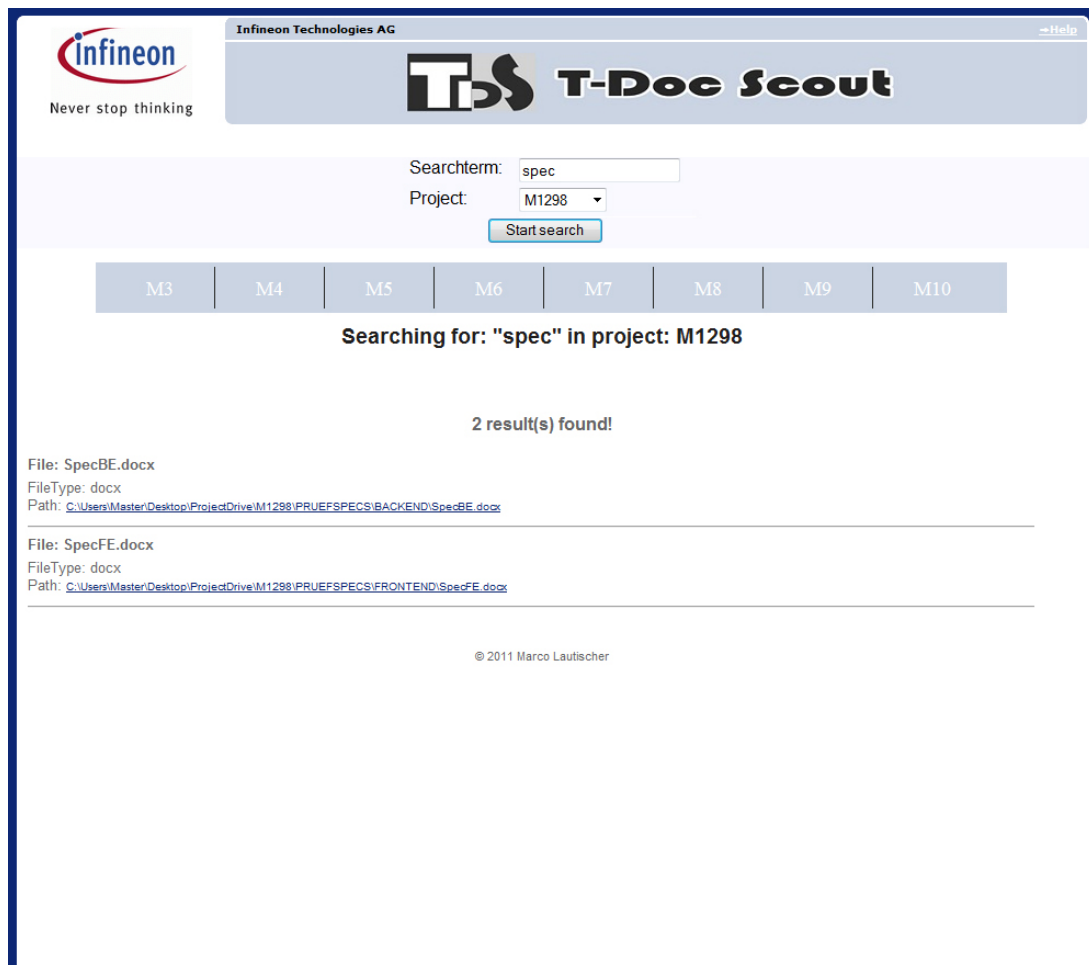 Infineon Technologies AG
→Help
infineon
Never stop thinking
TDS T-Doc Scout
Searchterm: spec
Project: M1298
Start search
M3 M4 M5 M6 M7 M8 M9 M10
Searching for: "spec" in project: M1298
2 result(s) found!
File: SpecBE.docx
FileType: docx
Path: C:\Users\Master\Desktop\ProjectDrive\M1298\PRUEFSPECS\BACKEND\SpecBE.docx
File: SpecFE.docx
FileType: docx
Path: C:\Users\Master\Desktop\ProjectDrive\M1298\PRUEFSPECS\FRONTEND\SpecFE.docx
© 2011 Marco Lautischer